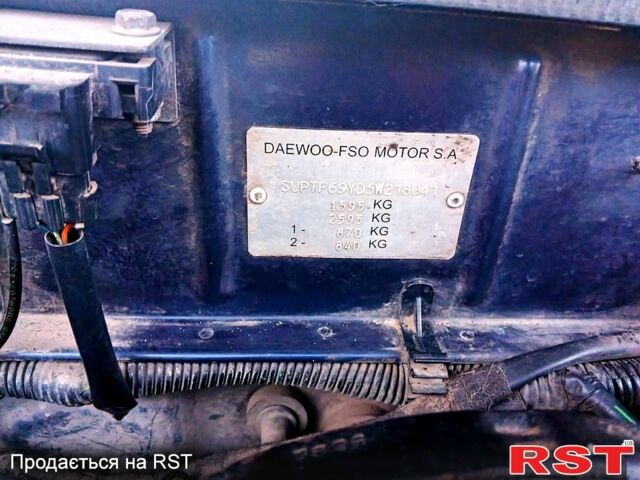 DAEWOO-FSO MOTOR S.A.
SUPTF69YD5W218041
1595 KG
2595 KG
1- 870 KG
2- 840 KG
Продається на RST
RST